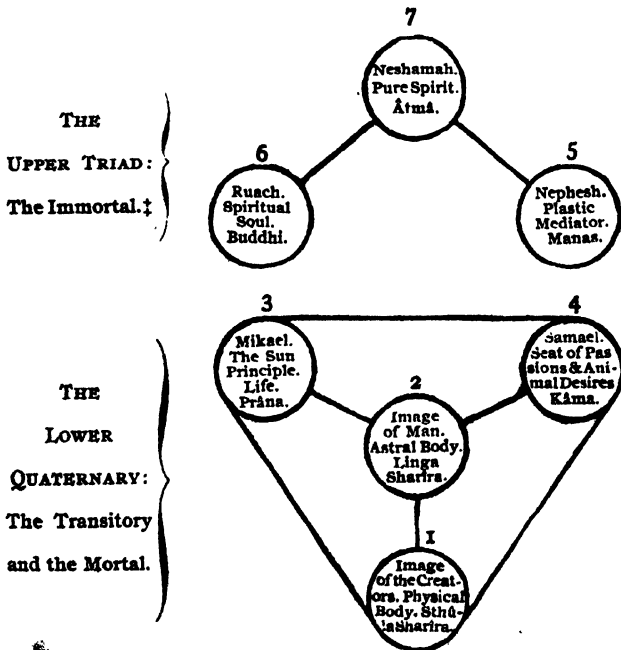 7
Neshamah.
Pure Spirit.
Âtmâ.
THE
UPPER TRIAD:
The Immortal.‡
6
Ruach.
Spiritual
Soul.
Buddhi.
5
Nephesh.
Plastic
Mediator.
Manas.
3
Mikael.
The Sun
Principle.
Life.
Prâna.
4
Samael.
Seat of Pas
sions & Ani-
mal Desires
Kâma.
THE
LOWER
QUATERNARY:
The Transitory
and the Mortal.
2
Image
of Man.
Astral Body.
Linga
Sharîra.
1
Image
of the Creat-
ors. Physical
Body. Sthû-
la Sharîra.